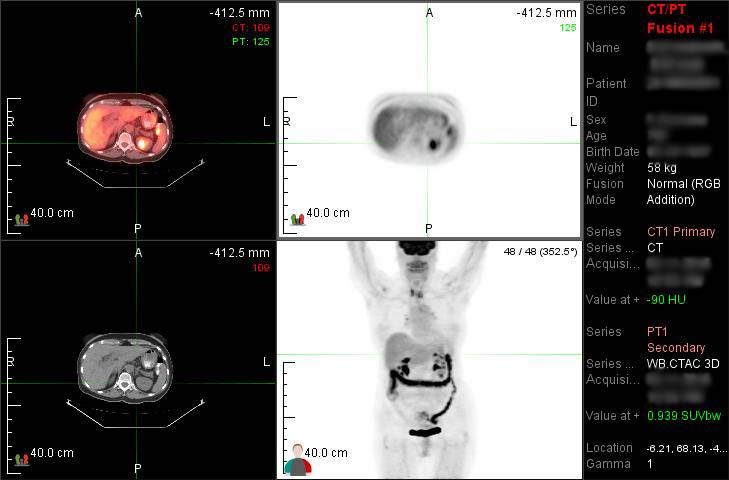 A
-412.5 mm
CT: 109
PT: 125
R
L
40.0 cm
P
A
-412.5 mm
125
R
L
40.0 cm
P
A
-412.5 mm
109
R
L
40.0 cm
P
48 / 48 (352.5°)
40.0 cm
Series CT/PT
Fusion #1
Name
Patient
ID
Sex
Age
Birth Date
Weight 58 kg
Fusion Normal (RGB
Mode Addition)
Series CT1 Primary
Series ... CT
Acquisi...
Value at + -90 HU
Series PT1
Secondary
Series ... WB.CTAC 3D
Acquisi...
Value at + 0.939 SUVbw
Location -6.21, 68.13, -4...
Gamma 1